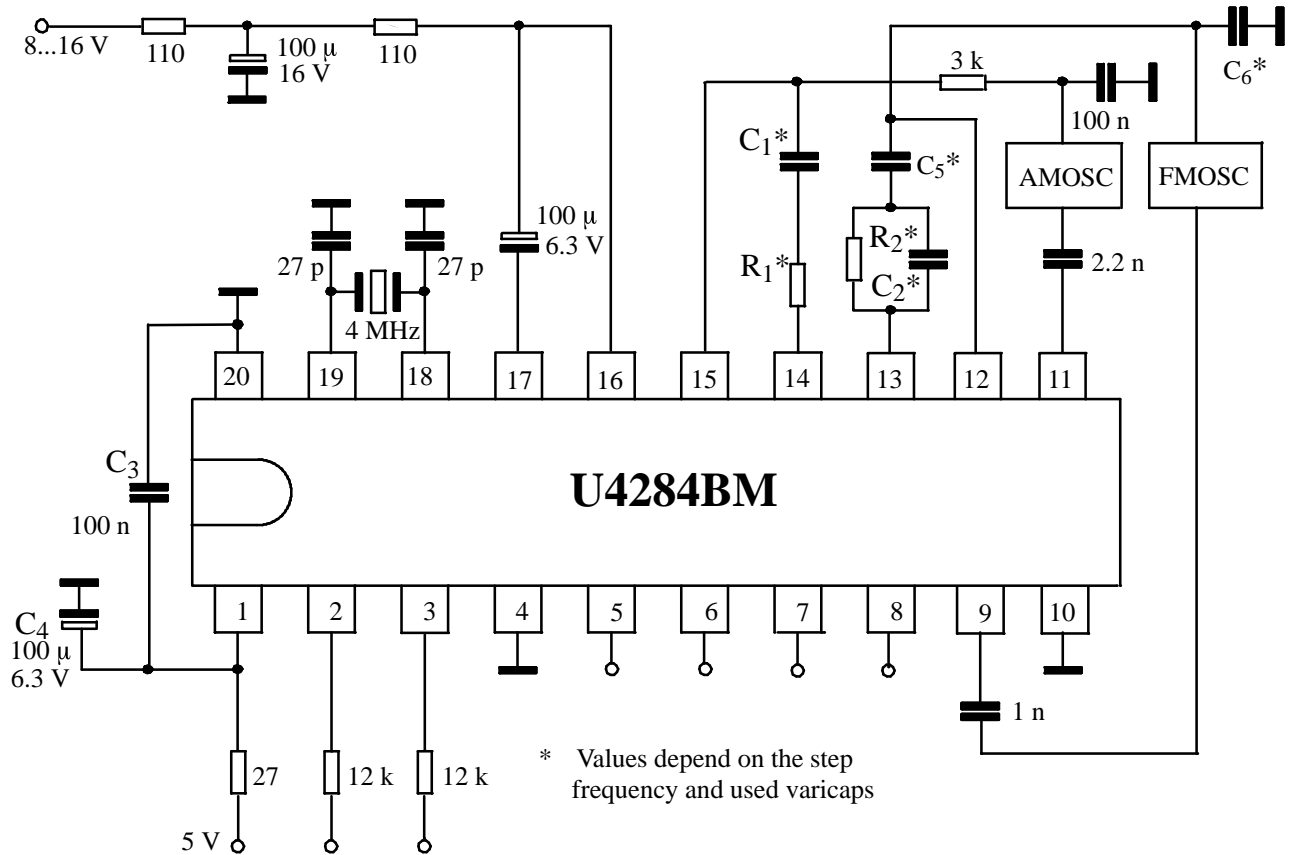 8...16 V
110
100 µ
16 V
110
3 k
C6*
100 n
C1*
C5*
AMOSC
FMOSC
100 µ
6.3 V
27 p
27 p
R2*
R1*
C2*
2.2 n
4 MHz
20
19
18
17
16
15
14
13
12
11
C3
100 n
U4284BM
C4
100 µ
6.3 V
1
2
3
4
5
6
7
8
9
10
1 n
27
12 k
12 k
* Values depend on the step
frequency and used varicaps
5 V